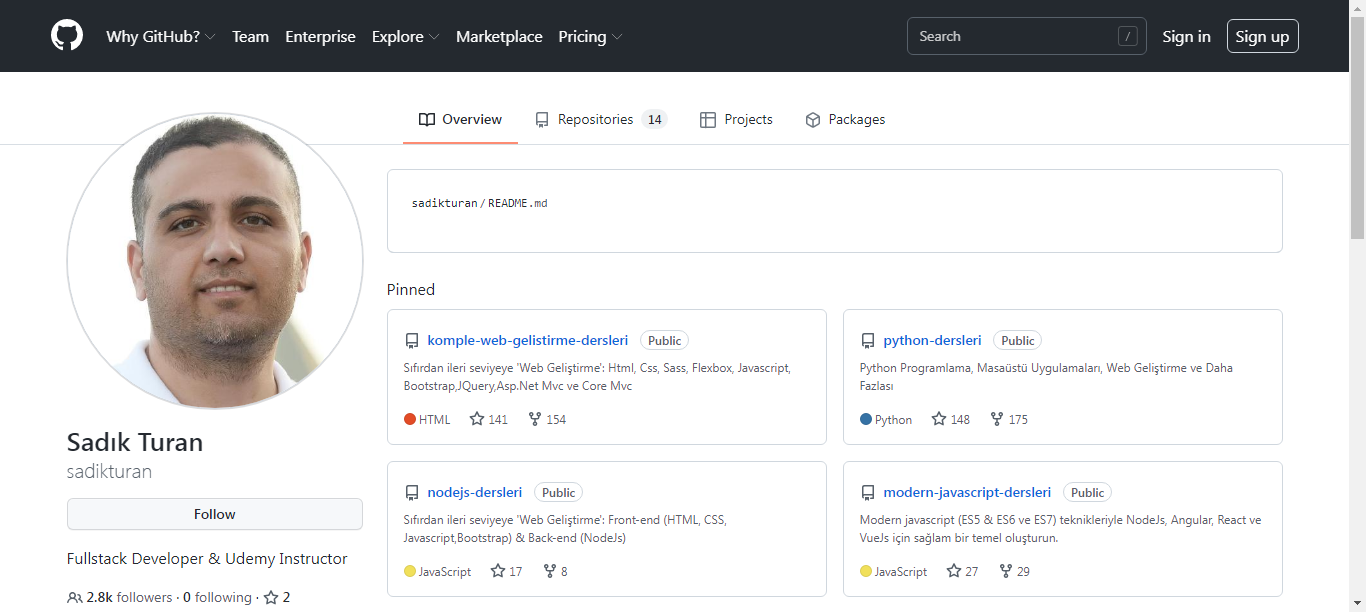 Why GitHub? Team Enterprise Explore Marketplace Pricing Search / Sign in Sign up
Overview Repositories 14 Projects Packages
sadikturan/README.md
Pinned
komple-web-gelistirme-dersleri Public
Sıfırdan ileri seviyeye 'Web Geliştirme': Html, Css, Sass, Flexbox, Javascript,
Bootstrap,JQuery,Asp.Net Mvc ve Core Mvc
HTML 141 154
python-dersleri Public
Python Programlama, Masaüstü Uygulamaları, Web Geliştirme ve Daha
Fazlası
Python 148 175
nodejs-dersleri Public
Sıfırdan ileri seviyeye 'Web Geliştirme': Front-end (HTML, CSS,
Javascript,Bootstrap) & Back-end (NodeJs)
JavaScript 17 8
modern-javascript-dersleri Public
Modern javascript (ES5 & ES6 ve ES7) teknikleriyle NodeJs, Angular, React ve
VueJs için sağlam bir temel oluşturun.
JavaScript 27 29
Sadık Turan
sadikturan
Follow
Fullstack Developer & Udemy Instructor
2.8k followers · 0 following · 2